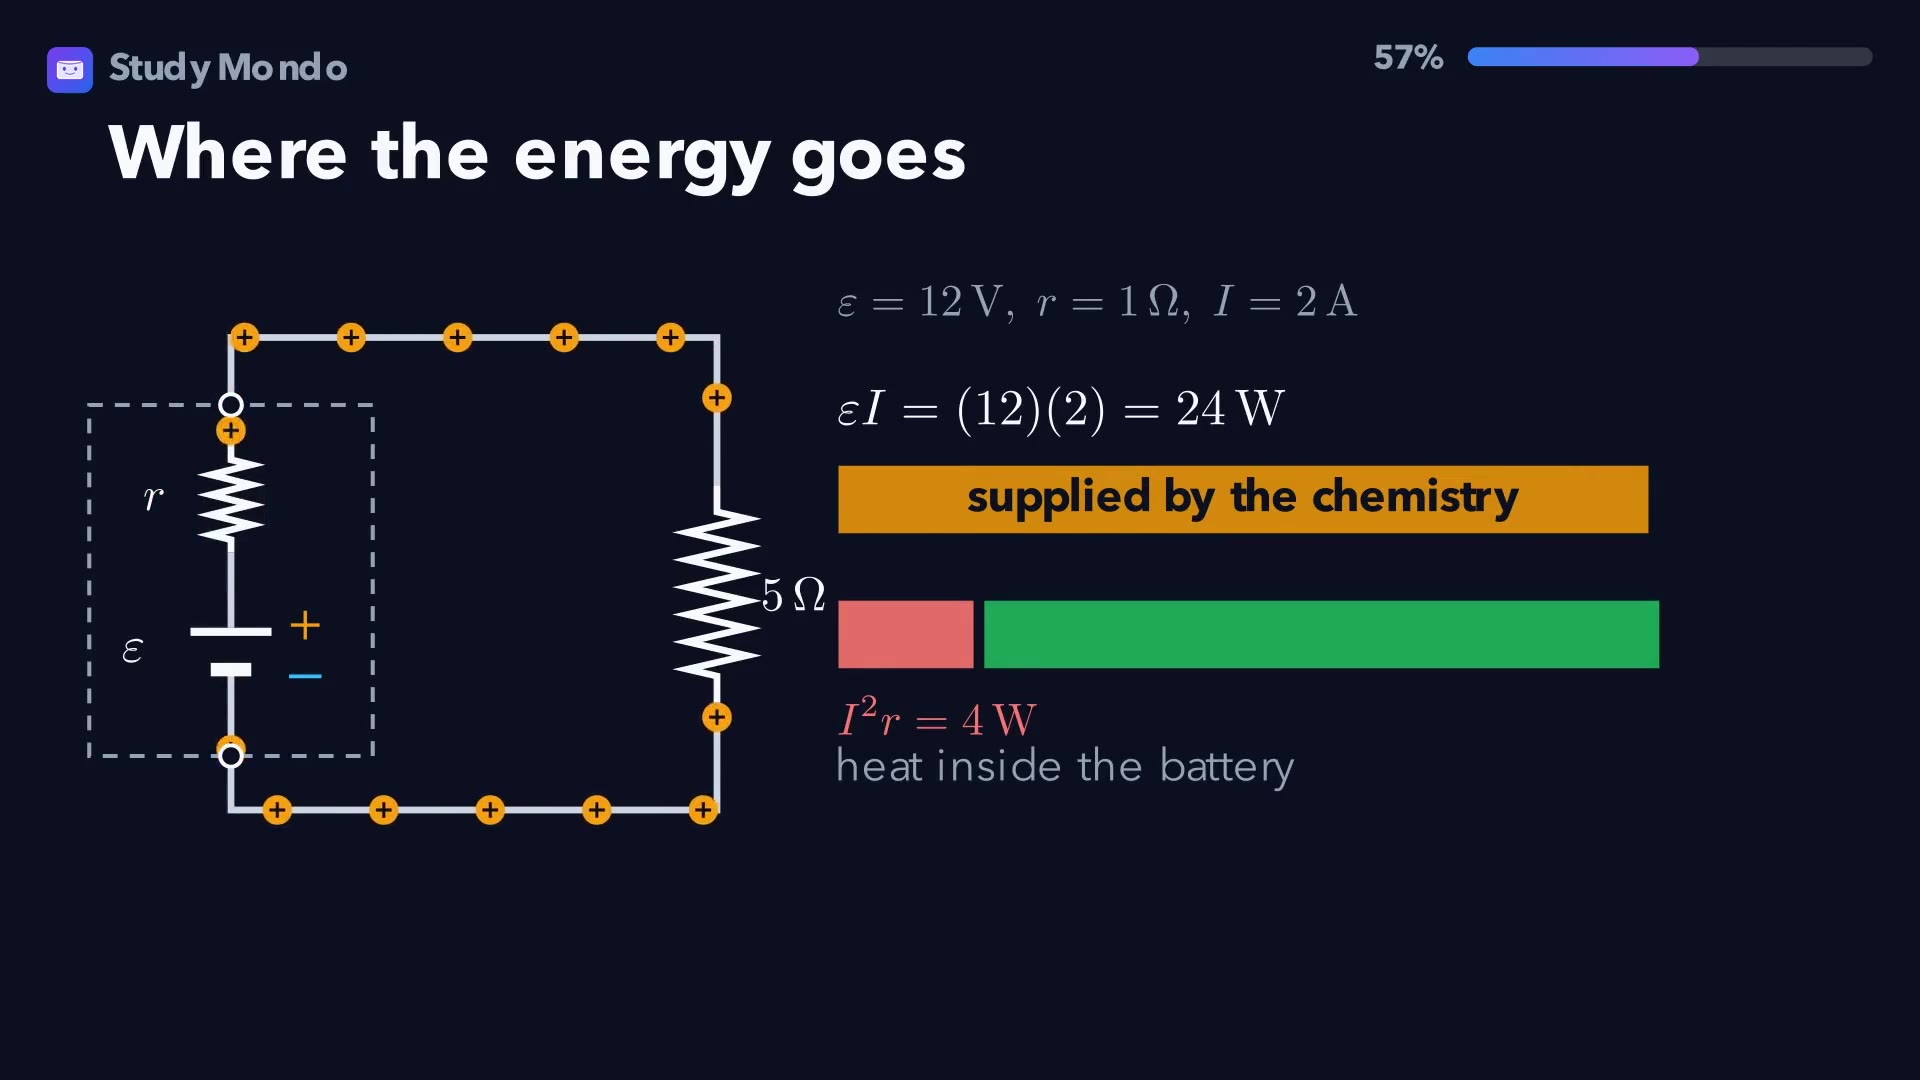 Study Mondo
57%
Where the energy goes
ε = 12 V, r = 1 Ω, I = 2 A
εI = (12)(2) = 24 W
supplied by the chemistry
r
5 Ω
+
ε
−
I²r = 4 W
heat inside the battery